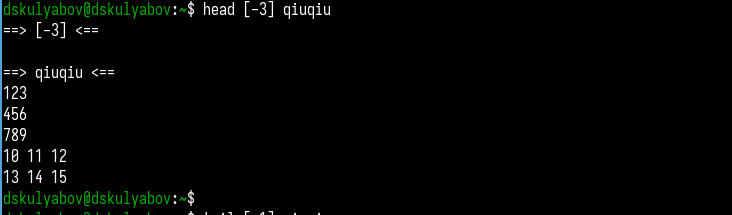 dskulyabov@dskulyabov:~$ head [-3] qiuqiu
==> [-3] <==

==> qiuqiu <==
123
456
789
10 11 12
13 14 15
dskulyabov@dskulyabov:~$